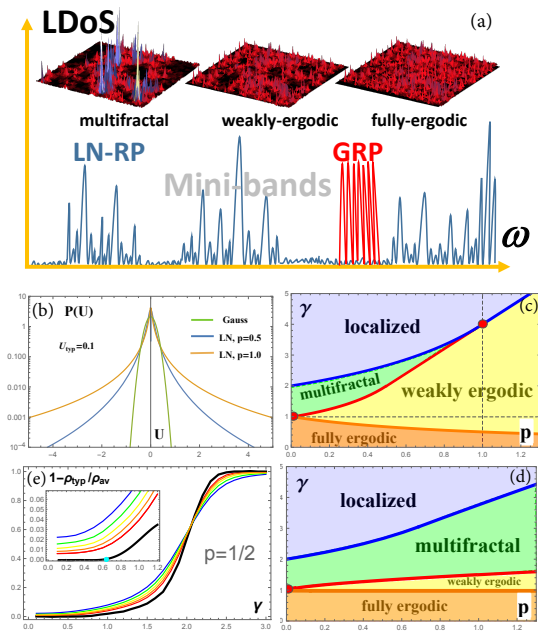 LDoS
(a)
multifractal weakly-ergodic fully-ergodic
LN-RP
Mini-bands
GRP
ω
(b)
P(U)
U_typ=0.1
Gauss
LN, p=0.5
LN, p=1.0
10
1
0.100
0.010
0.001
10^-4
U
-4 -2 0 2 4
(c)
γ
localized
multifractal
weakly ergodic
fully ergodic
p
5
4
3
2
1
0
0.0 0.2 0.4 0.6 0.8 1.0 1.2
(e)
1-ρ_typ/ρ_av
1.0
0.8
0.6
0.4
0.2
0.0
0.06
0.05
0.04
0.03
0.02
0.01
0.00
0.0 0.2 0.4 0.6 0.8 1.0 1.2
p=1/2
γ
0.0 0.5 1.0 1.5 2.0 2.5 3.0
(d)
γ
localized
multifractal
weakly ergodic
fully ergodic
p
5
4
3
2
1
0
0.0 0.2 0.4 0.6 0.8 1.0 1.2